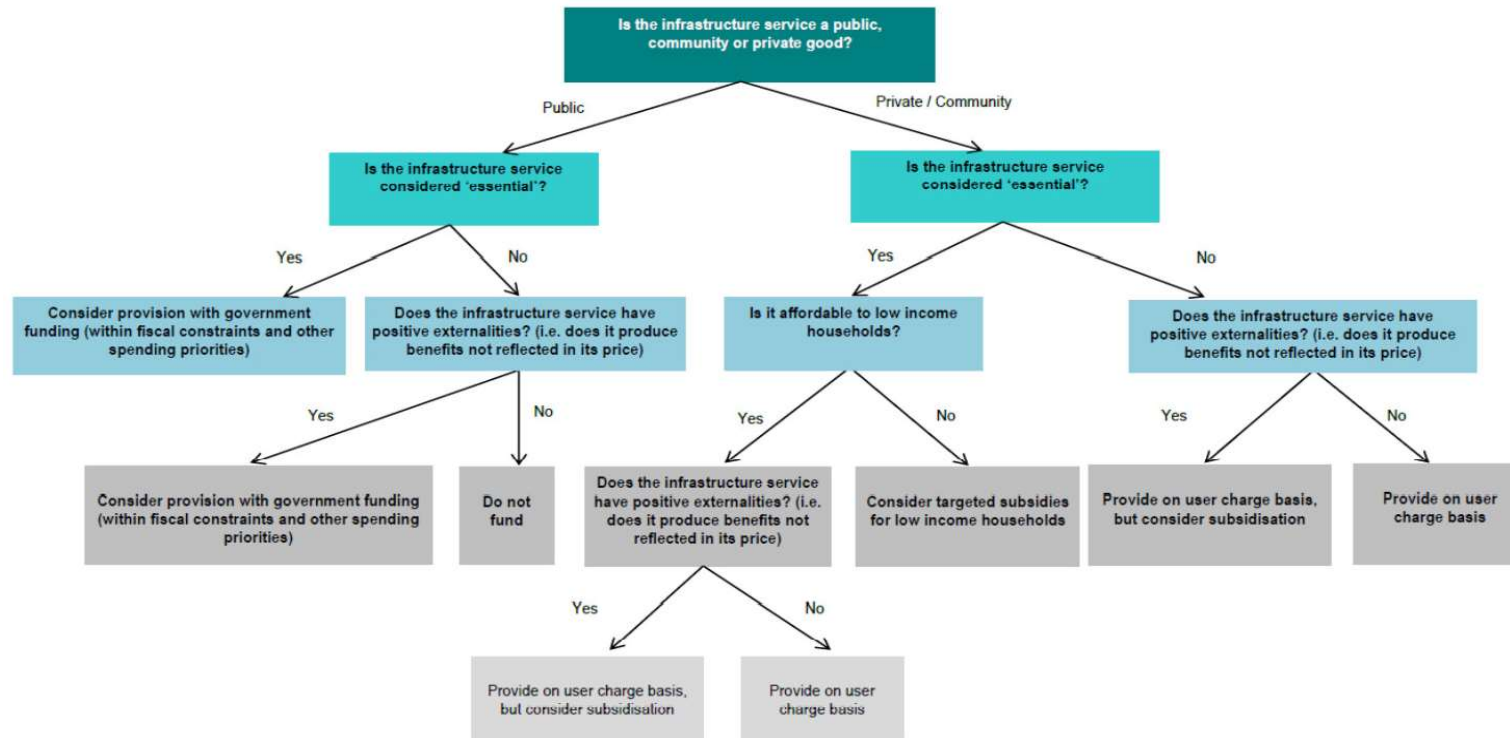 Is the infrastructure service a public,
community or private good?
Public
Private / Community
Is the infrastructure service
considered ‘essential’?
Is the infrastructure service
considered ‘essential’?
Yes
No
Yes
No
Consider provision with government
funding (within fiscal constraints and other
spending priorities)
Does the infrastructure service have
positive externalities? (i.e. does it produce
benefits not reflected in its price)
Is it affordable to low income
households?
Does the infrastructure service have
positive externalities? (i.e. does it produce
benefits not reflected in its price)
Yes
No
Yes
No
Yes
No
Consider provision with government funding
(within fiscal constraints and other spending
priorities)
Do not
fund
Does the infrastructure service
have positive externalities? (i.e.
does it produce benefits not
reflected in its price)
Consider targeted subsidies
for low income households
Provide on user charge basis,
but consider subsidisation
Provide on user
charge basis
Yes
No
Provide on user charge basis,
but consider subsidisation
Provide on user
charge basis